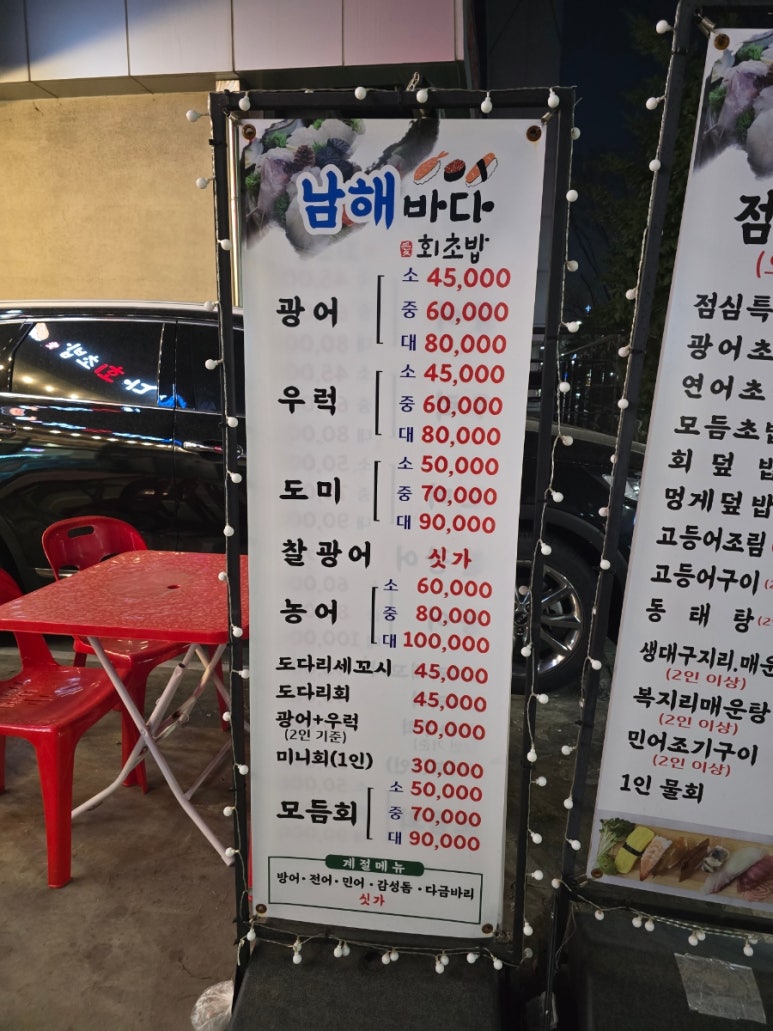 남해바다
회초밥
광어 소 45,000
중 60,000
대 80,000
우럭 소 45,000
중 60,000
대 80,000
도미 소 50,000
중 70,000
대 90,000
찰광어 싯가
농어 소 60,000
중 80,000
대 100,000
도다리세꼬시 45,000
도다리회 45,000
광어+우럭 50,000
(2인 기준)
미니회(1인) 30,000
모듬회 소 50,000
중 70,000
대 90,000
계절메뉴
방어·전어·민어·감성돔·다금바리
싯가
점심특
광어초
연어초
모듬초밥
회덮밥
멍게덮밥
고등어조림
고등어구이
동태탕
생대구지리.매운
(2인 이상)
복지리매운탕
(2인 이상)
민어조기구이
(2인 이상)
1인 물회